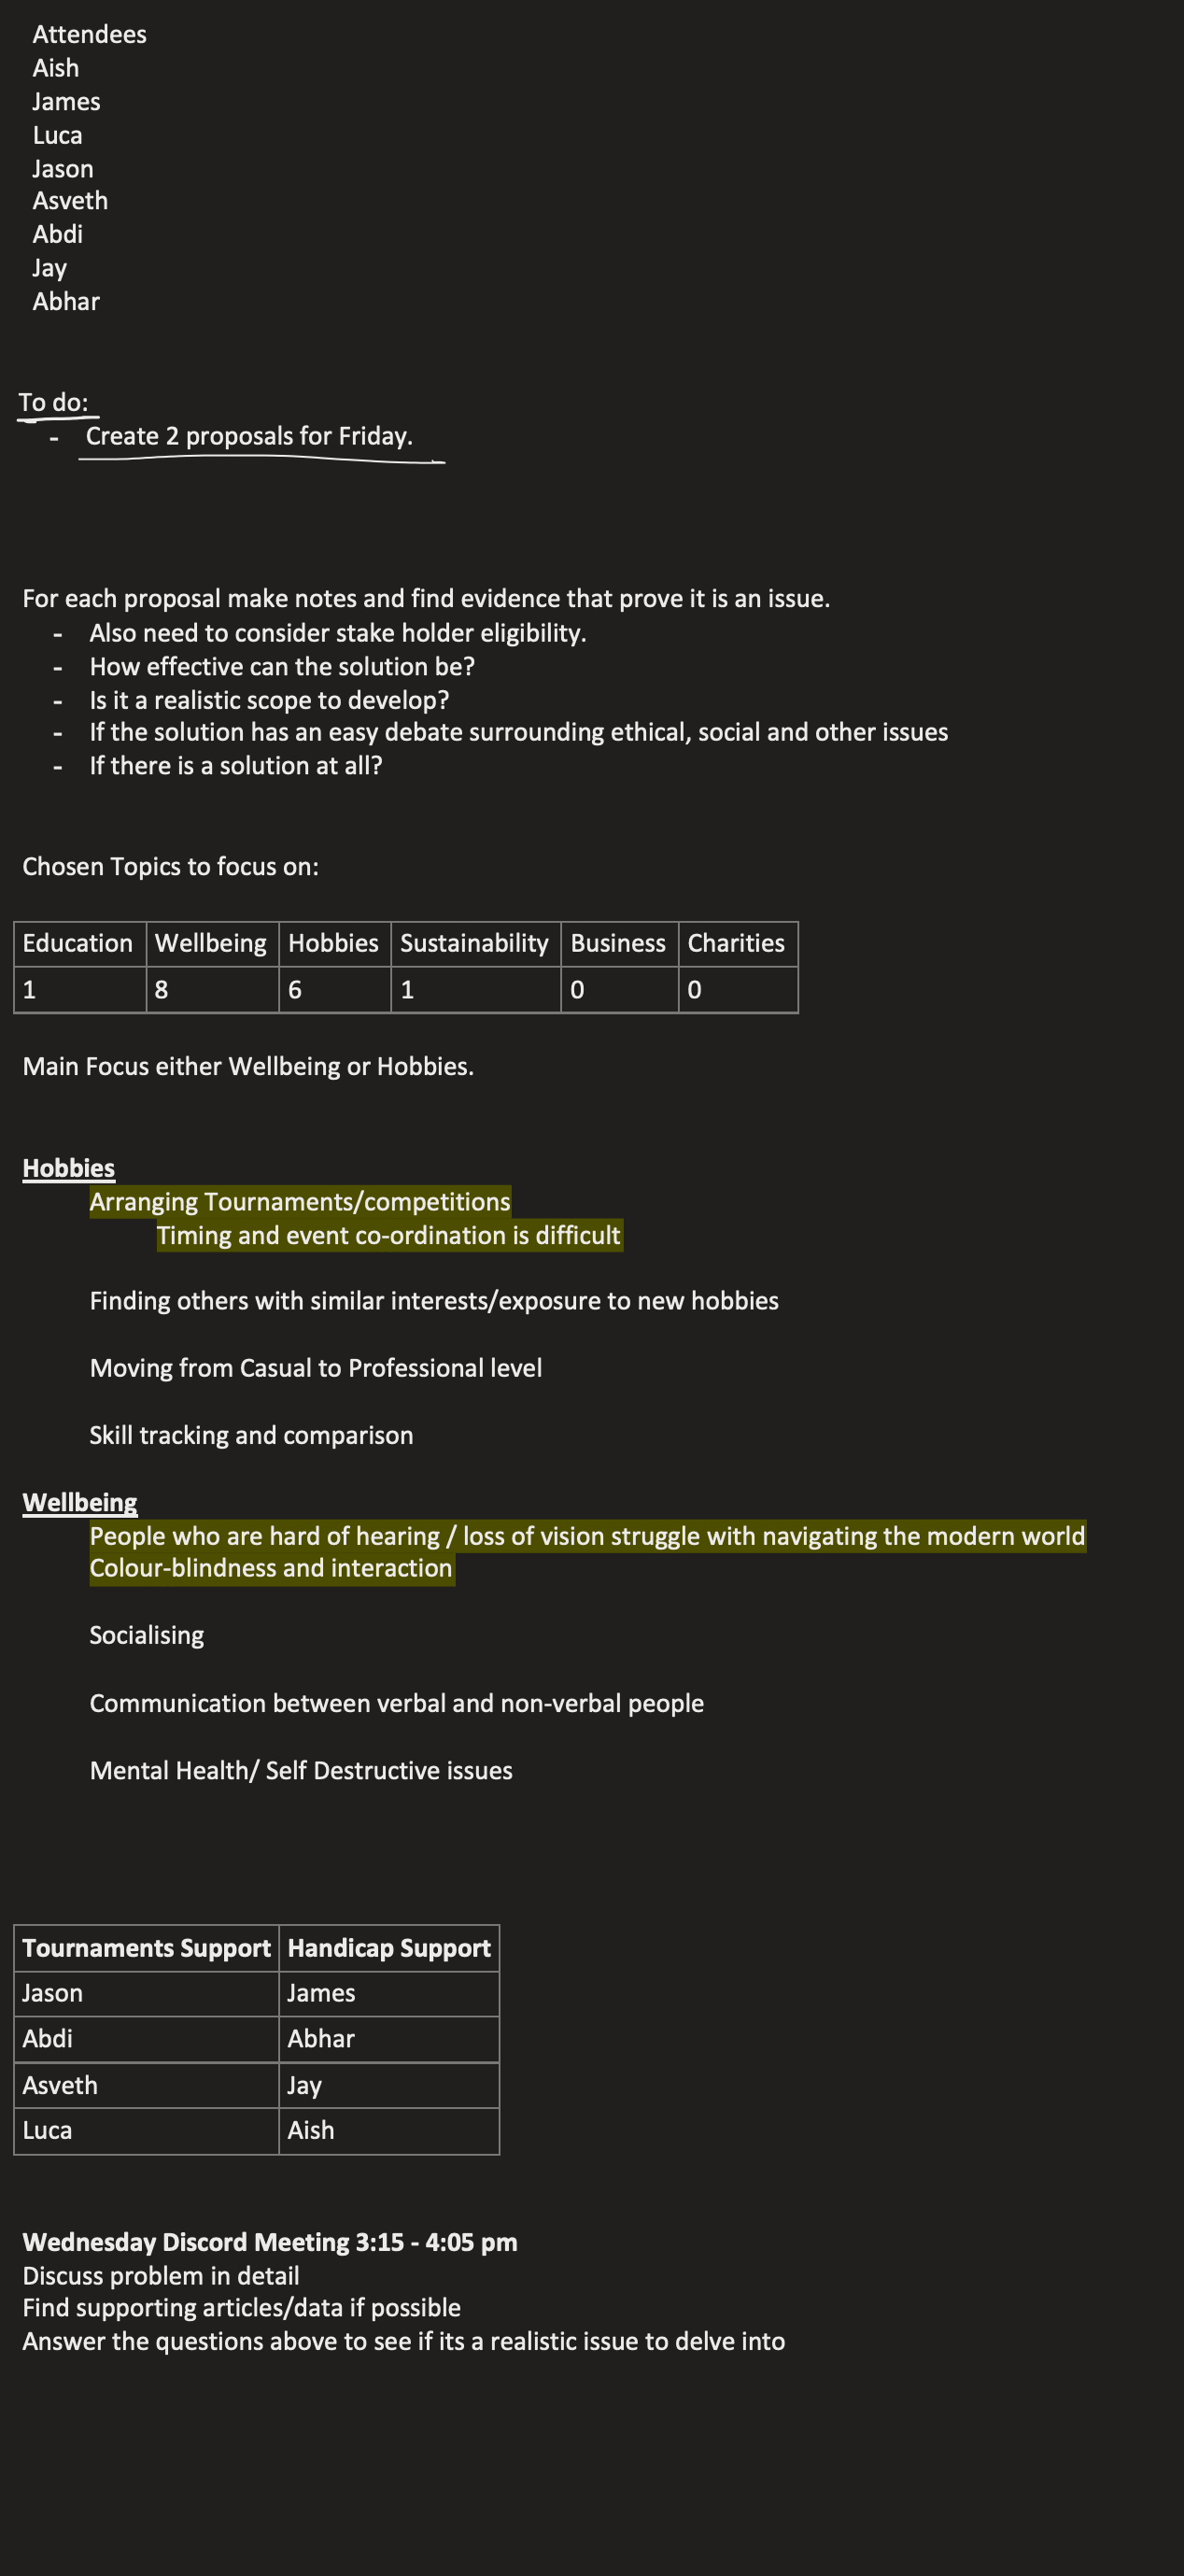 Attendees
Aish
James
Luca
Jason
Asveth
Abdi
Jay
Abhar
To do:
- Create 2 proposals for Friday.
For each proposal make notes and find evidence that prove it is an issue.
- Also need to consider stake holder eligibility.
- How effective can the solution be?
- Is it a realistic scope to develop?
- If the solution has an easy debate surrounding ethical, social and other issues
- If there is a solution at all?
Chosen Topics to focus on:
Education Wellbeing Hobbies Sustainability Business Charities
1 8 6 1 0 0
Main Focus either Wellbeing or Hobbies.
Hobbies
Arranging Tournaments/competitions
Timing and event co-ordination is difficult
Finding others with similar interests/exposure to new hobbies
Moving from Casual to Professional level
Skill tracking and comparison
Wellbeing
People who are hard of hearing / loss of vision struggle with navigating the modern world
Colour-blindness and interaction
Socialising
Communication between verbal and non-verbal people
Mental Health/ Self Destructive issues
Tournaments Support Handicap Support
Jason James
Abdi Abhar
Asveth Jay
Luca Aish
Wednesday Discord Meeting 3:15 - 4:05 pm
Discuss problem in detail
Find supporting articles/data if possible
Answer the questions above to see if its a realistic issue to delve into